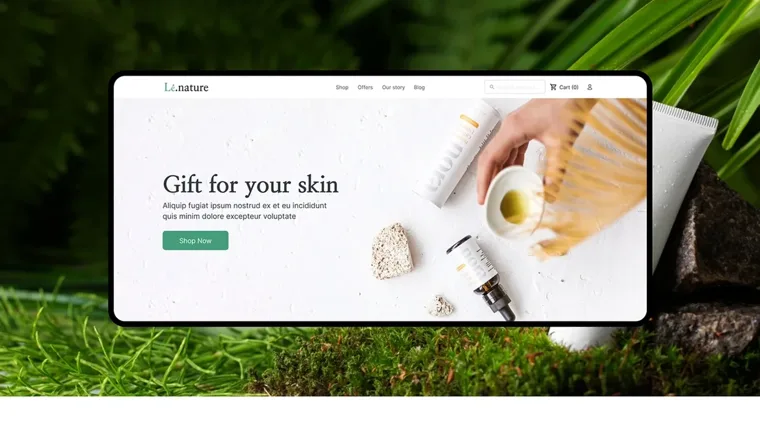 Lé.nature
Shop
Offers
Our story
Blog
Cart (0)
Gift for your skin
Aliquip fugiat ipsum nostrud ex et eu incididunt
quis minim dolore excepteur voluptate
Shop Now